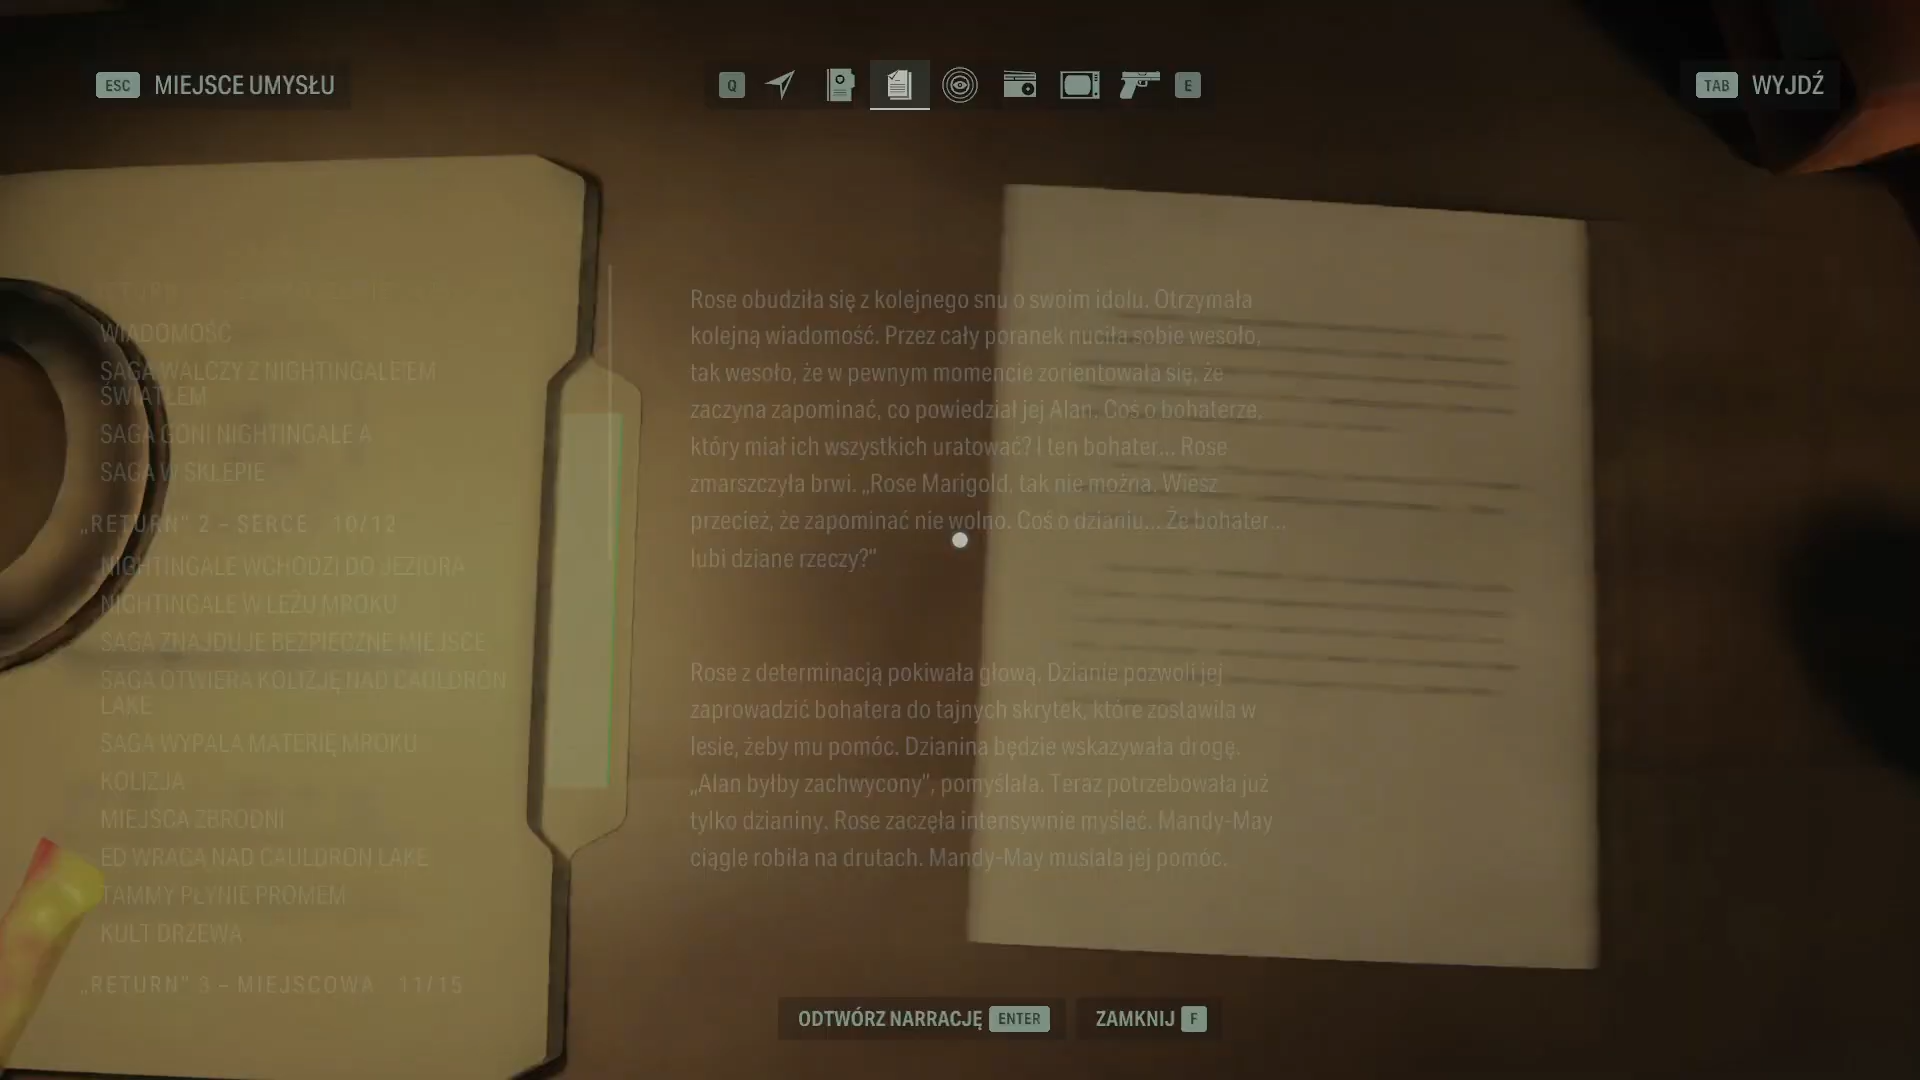 ESC MIEJSCE UMYSŁU
Q
E
TAB WYJDŹ
WIADOMOŚĆ
SAGA WALCZY Z NIGHTINGALE'EM
ŚWIATŁEM
SAGA GONI NIGHTINGALE'A
SAGA W SKLEPIE
„RETURN” 2 – SERCE 10/12
NIGHTINGALE WCHODZI DO JEZIORA
NIGHTINGALE W LEŻU MROKU
SAGA ZNAJDUJE BEZPIECZNE MIEJSCE
SAGA OTWIERA KOLIZJĘ NAD CAULDRON
LAKE
SAGA WYPALA MATERIĘ MROKU
KOLIZJA
MIEJSCA ZBRODNI
ED WRACA NAD CAULDRON LAKE
TAMMY PŁYNIE PROMEM
KULT DRZEWA
„RETURN” 3 – MIEJSCOWA 11/15
Rose obudziła się z kolejnego snu o swoim idolu. Otrzymała
kolejną wiadomość. Przez cały poranek nuciła sobie wesoło,
tak wesoło, że w pewnym momencie zorientowała się, że
zaczyna zapominać, co powiedział jej Alan. Coś o bohaterze,
który miał ich wszystkich uratować? I ten bohater... Rose
zmarszczyła brwi. „Rose Marigold, tak nie można. Wiesz
przecież, że zapominać nie wolno. Coś o dzianiu... Że bohater...
lubi dziane rzeczy?”
Rose z determinacją pokiwała głową. Dzianie pozwoli jej
zaprowadzić bohatera do tajnych skrytek, które zostawiła w
lesie, żeby mu pomóc. Dzianina będzie wskazywała drogę.
„Alan byłby zachwycony”, pomyślała. Teraz potrzebowała już
tylko dzianiny. Rose zaczęła intensywnie myśleć. Mandy-May
ciągle robiła na drutach. Mandy-May musiała jej pomóc.
ODTWÓRZ NARRACJĘ ENTER
ZAMKNIJ F